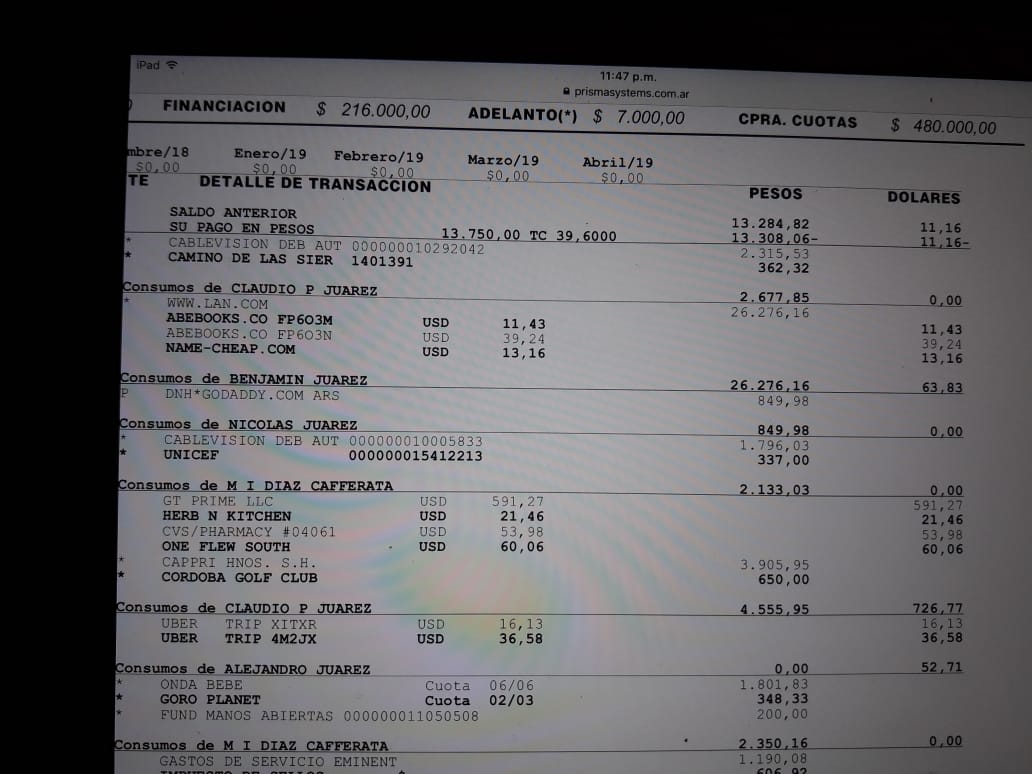 iPad
11:47 p.m.
prismasystems.com.ar
FINANCIACION $ 216.000,00 ADELANTO(*) $ 7.000,00 CPRA. CUOTAS $ 480.000,00
mbre/18 Enero/19 Febrero/19 Marzo/19 Abril/19
$0,00 $0,00 $0,00 $0,00 $0,00
TE DETALLE DE TRANSACCION PESOS DOLARES
SALDO ANTERIOR 13.284,82 11,16
SU PAGO EN PESOS 13.750,00 TC 39,6000 13.308,06- 11,16-
* CABLEVISION DEB AUT 000000010292042 2.315,53
* CAMINO DE LAS SIER 1401391 362,32
Consumos de CLAUDIO P JUAREZ 2.677,85 0,00
* WWW.LAN.COM 26.276,16
ABEBOOKS.CO FP603M USD 11,43 11,43
ABEBOOKS.CO FP603N USD 39,24 39,24
NAME-CHEAP.COM USD 13,16 13,16
Consumos de BENJAMIN JUAREZ 26.276,16 63,83
P DNH*GODADDY.COM ARS 849,98
Consumos de NICOLAS JUAREZ 849,98 0,00
* CABLEVISION DEB AUT 000000010005833 1.796,03
* UNICEF 000000015412213 337,00
Consumos de M I DIAZ CAFFERATA 2.133,03 0,00
GT PRIME LLC USD 591,27 591,27
HERB N KITCHEN USD 21,46 21,46
CVS/PHARMACY #04061 USD 53,98 53,98
ONE FLEW SOUTH USD 60,06 60,06
* CAPPRI HNOS. S.H. 3.905,95
* CORDOBA GOLF CLUB 650,00
Consumos de CLAUDIO P JUAREZ 4.555,95 726,77
UBER TRIP XITXR USD 16,13 16,13
UBER TRIP 4M2JX USD 36,58 36,58
Consumos de ALEJANDRO JUAREZ 0,00 52,71
* ONDA BEBE Cuota 06/06 1.801,83
* GORO PLANET Cuota 02/03 348,33
* FUND MANOS ABIERTAS 000000011050508 200,00
Consumos de M I DIAZ CAFFERATA 2.350,16 0,00
GASTOS DE SERVICIO EMINENT 1.190,08